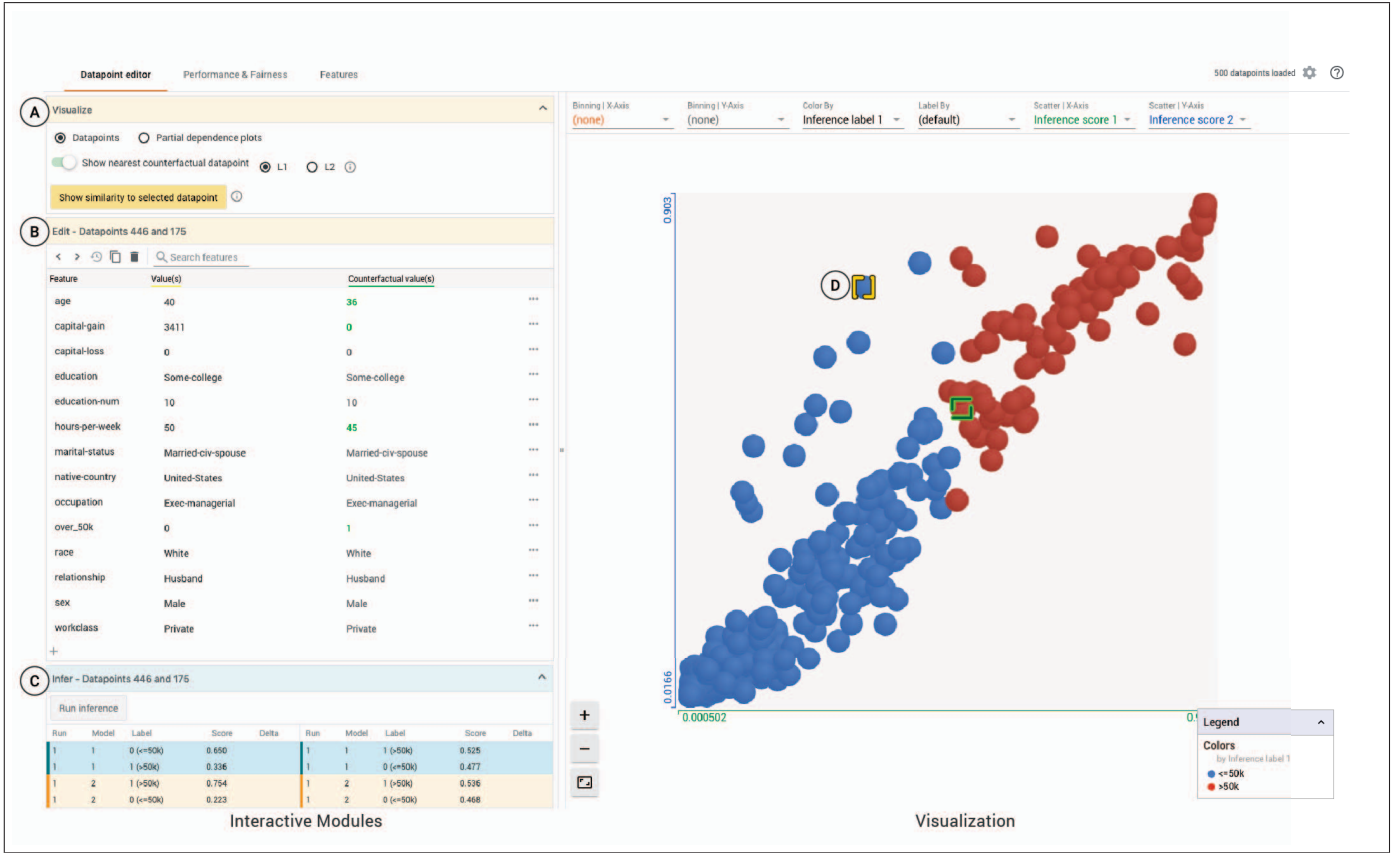 Datapoint editor Performance & Fairness Features 500 datapoints loaded
A Visualize
Datapoints Partial dependence plots
Show nearest counterfactual datapoint L1 L2
Show similarity to selected datapoint
B Edit - Datapoints 446 and 175
Search features
Feature Value(s) Counterfactual value(s)
age 40 36
capital-gain 3411 0
capital-loss 0 0
education Some-college Some-college
education-num 10 10
hours-per-week 50 45
marital-status Married-civ-spouse Married-civ-spouse
native-country United-States United-States
occupation Exec-managerial Exec-managerial
over_50k 0 1
race White White
relationship Husband Husband
sex Male Male
workclass Private Private
C Infer - Datapoints 446 and 175
Run inference
Run Model Label Score Delta Run Model Label Score Delta
1 1 0 (<=50k) 0.650 1 1 1 (>50k) 0.525
1 1 1 (>50k) 0.336 1 1 0 (<=50k) 0.477
1 2 1 (>50k) 0.754 1 2 1 (>50k) 0.536
1 2 0 (<=50k) 0.223 1 2 0 (<=50k) 0.468
Interactive Modules
Binning | X-Axis Binning | Y-Axis Color By Label By Scatter | X-Axis Scatter | Y-Axis
(none) (none) Inference label 1 (default) Inference score 1 Inference score 2
0.903
D
0.0166
0.000502
Legend
Colors
by Inference label 1
<=50k
>50k
Visualization